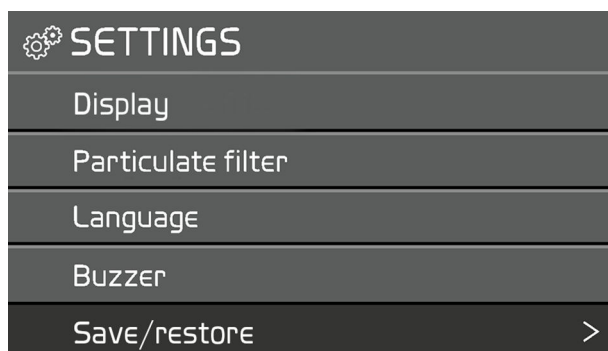 SETTINGS
Display
Particulate filter
Language
Buzzer
Save/restore >